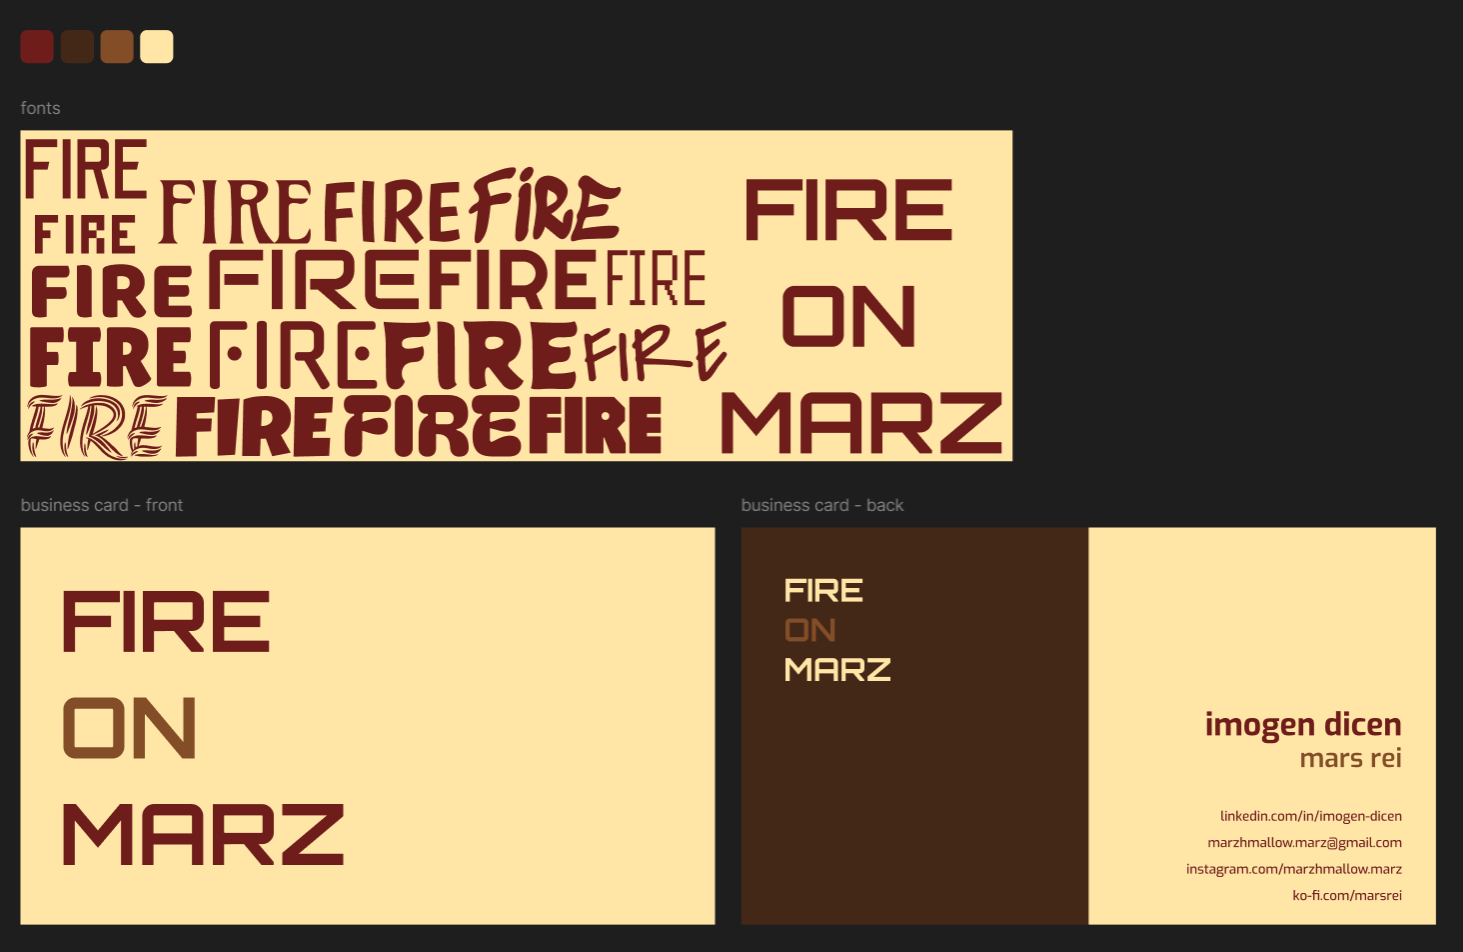 fonts
FIRE
FIRE FIRE FIRE FIRE
FIRE FIRE FIRE FIRE
FIRE FIRE FIRE FIRE
FIRE FIRE FIRE FIRE
FIRE
ON
MARZ
business card - front
FIRE
ON
MARZ
business card - back
FIRE
ON
MARZ
imogen dicen
mars rei
linkedin.com/in/imogen-dicen
marzhmallow.marz@gmail.com
instagram.com/marzhmallow.marz
ko-fi.com/marsrei